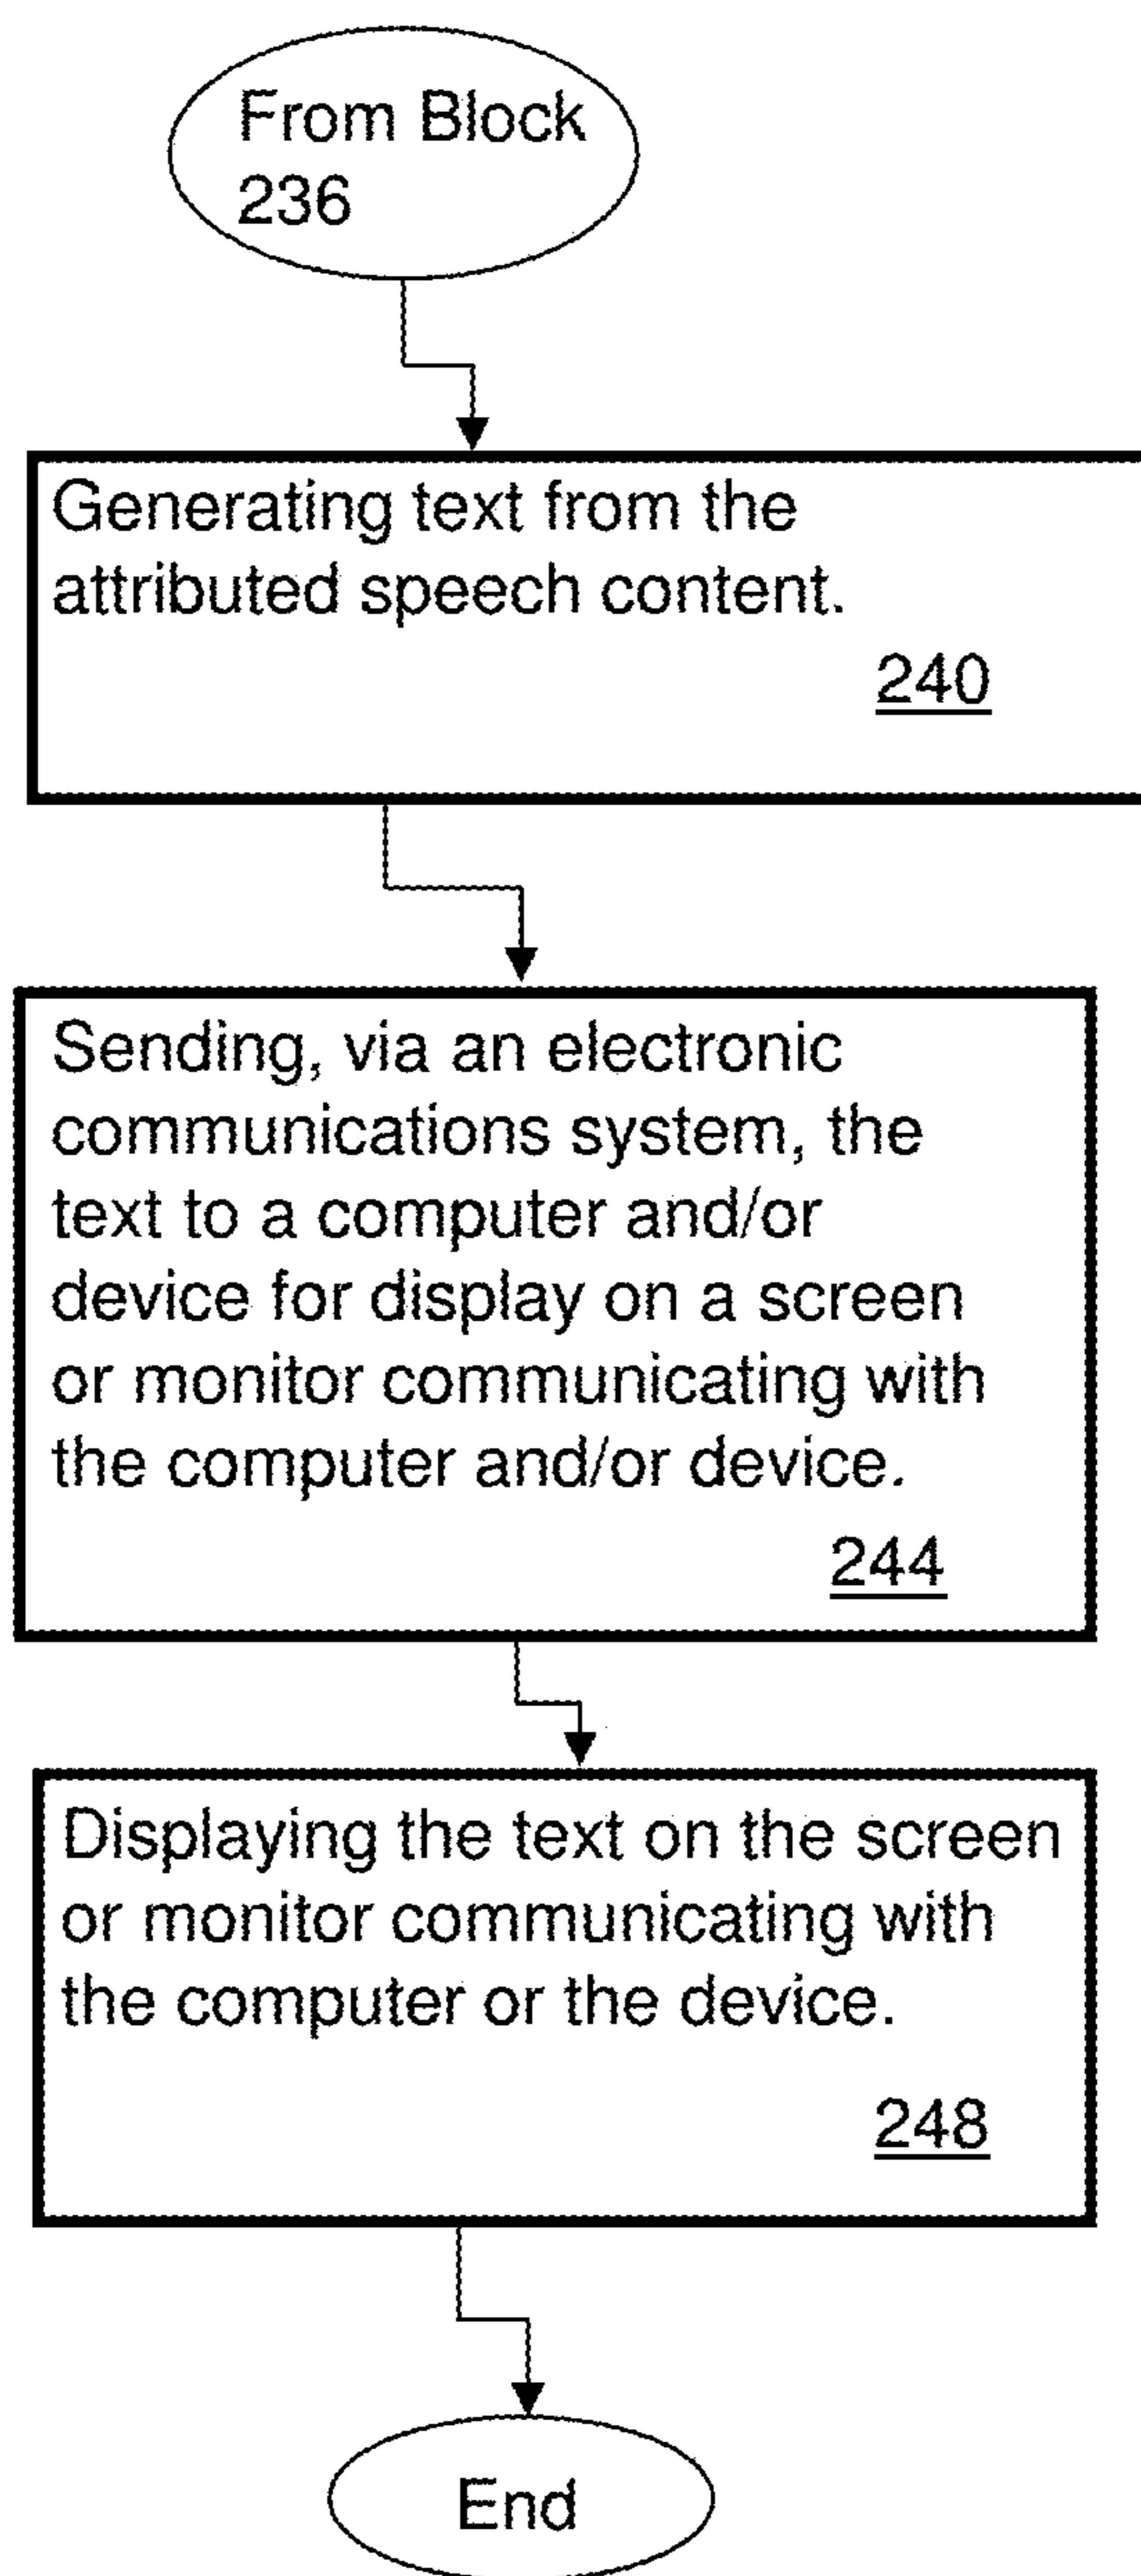 From Block
236
Generating text from the
attributed speech content.
240
Sending, via an electronic
communications system, the
text to a computer and/or
device for display on a screen
or monitor communicating with
the computer and/or device.
244
Displaying the text on the screen
or monitor communicating with
the computer or the device.
248
End